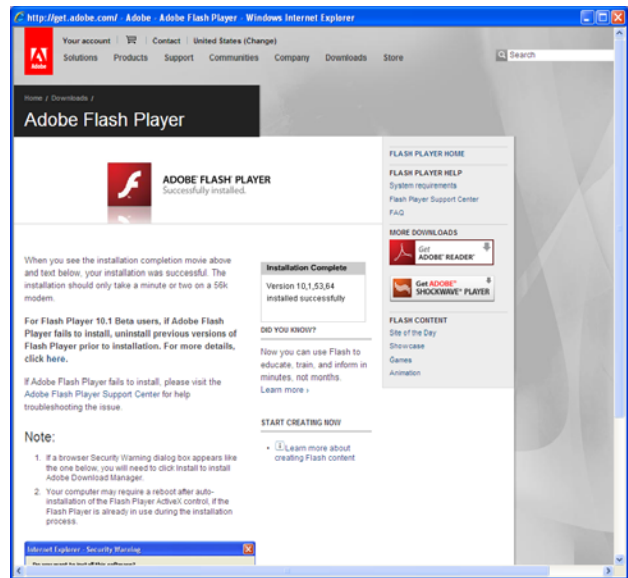 http://get.adobe.com/ - Adobe - Adobe Flash Player - Windows Internet Explorer
Adobe
Your account Contact United States (Change)
Solutions Products Support Communities Company Downloads Store
Search
Home / Downloads /
Adobe Flash Player
ADOBE® FLASH® PLAYER
Successfully installed.
When you see the installation completion movie above
and text below, your installation was successful. The
installation should only take a minute or two on a 56k
modem.
For Flash Player 10.1 Beta users, if Adobe Flash
Player fails to install, uninstall previous versions of
Flash Player prior to installation. For more details,
click here.
If Adobe Flash Player fails to install, please visit the
Adobe Flash Player Support Center for help
troubleshooting the issue.
Note:
1. If a browser Security Warning dialog box appears like
the one below, you will need to click Install to install
Adobe Download Manager.
2. Your computer may require a reboot after auto-
installation of the Flash Player ActiveX control, if the
Flash Player is already in use during the installation
process.
Internet Explorer - Security Warning
Do you want to install this software?
Installation Complete
Version 10,1,53,64
installed successfully
DID YOU KNOW?
Now you can use Flash to
educate, train, and inform in
minutes, not months.
Learn more ›
START CREATING NOW
Learn more about
creating Flash content
FLASH PLAYER HOME
FLASH PLAYER HELP
System requirements
Flash Player Support Center
FAQ
MORE DOWNLOADS
Get
ADOBE® READER®
Get ADOBE®
SHOCKWAVE® PLAYER
FLASH CONTENT
Site of the Day
Showcase
Games
Animation